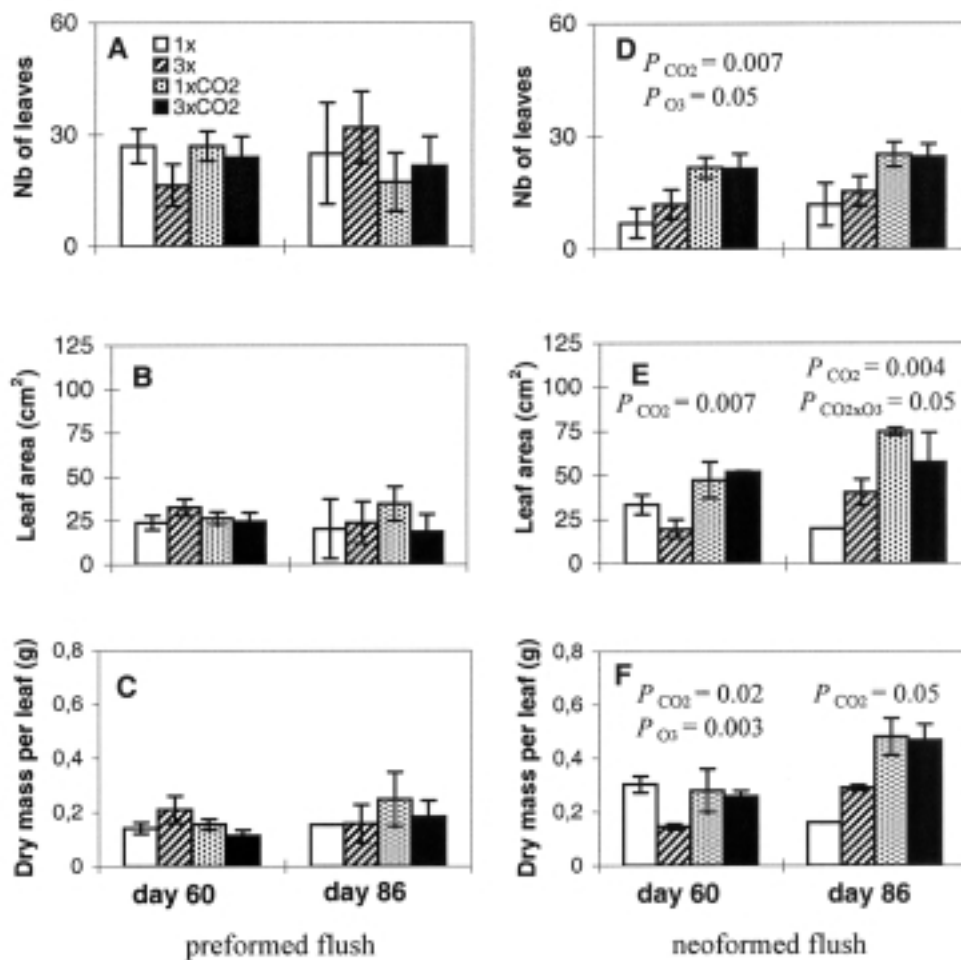 A
1x
3x
1xCO2
3xCO2
Nb of leaves
60
30
0
D
P CO2 = 0.007
P O3 = 0.05
Nb of leaves
60
30
0
B
Leaf area (cm²)
125
100
75
50
25
0
E
P CO2 = 0.007
P CO2 = 0.004
P CO2xO3 = 0.05
Leaf area (cm²)
125
100
75
50
25
0
C
Dry mass per leaf (g)
0,8
0,6
0,4
0,2
0
day 60
day 86
preformed flush
F
P CO2 = 0.02
P O3 = 0.003
P CO2 = 0.05
Dry mass per leaf (g)
0,8
0,6
0,4
0,2
0
day 60
day 86
neoformed flush